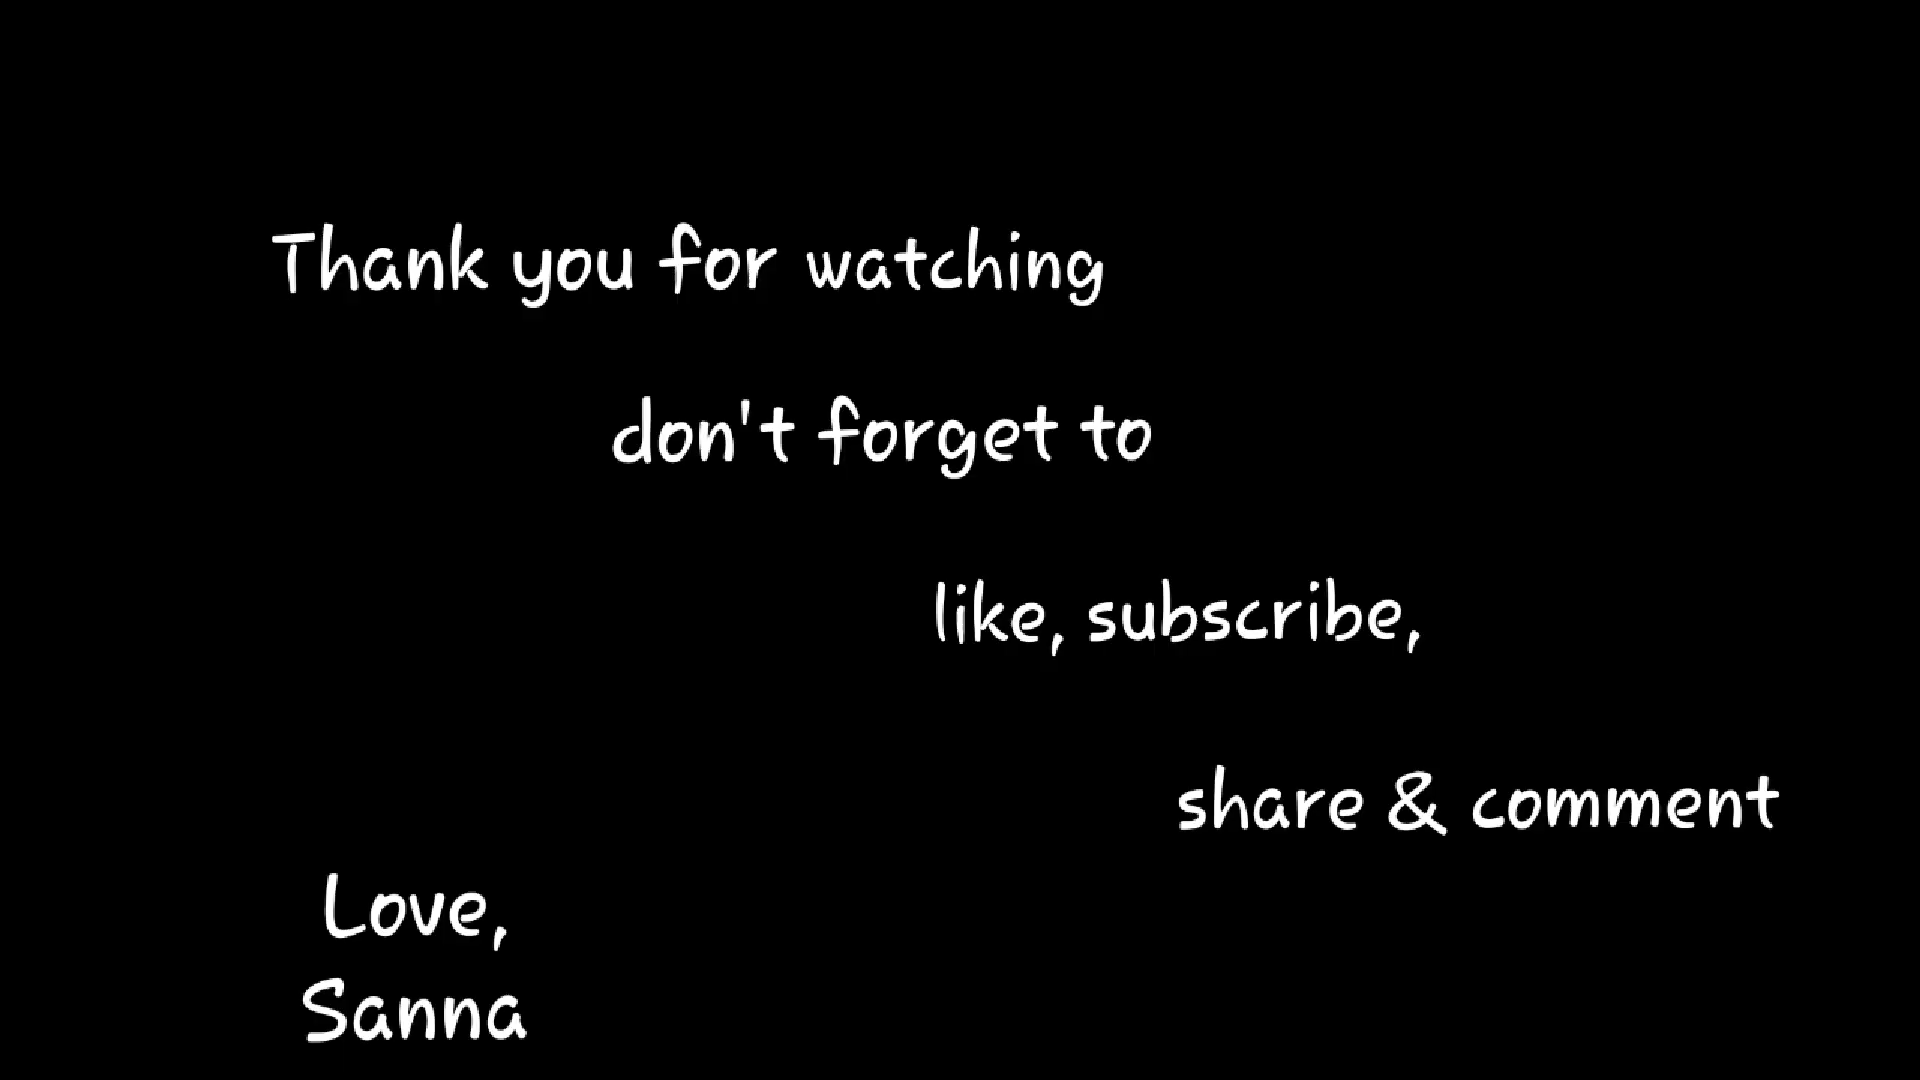 Thank you for watching
don't forget to
like, subscribe,
share & comment
Love,
Sanna